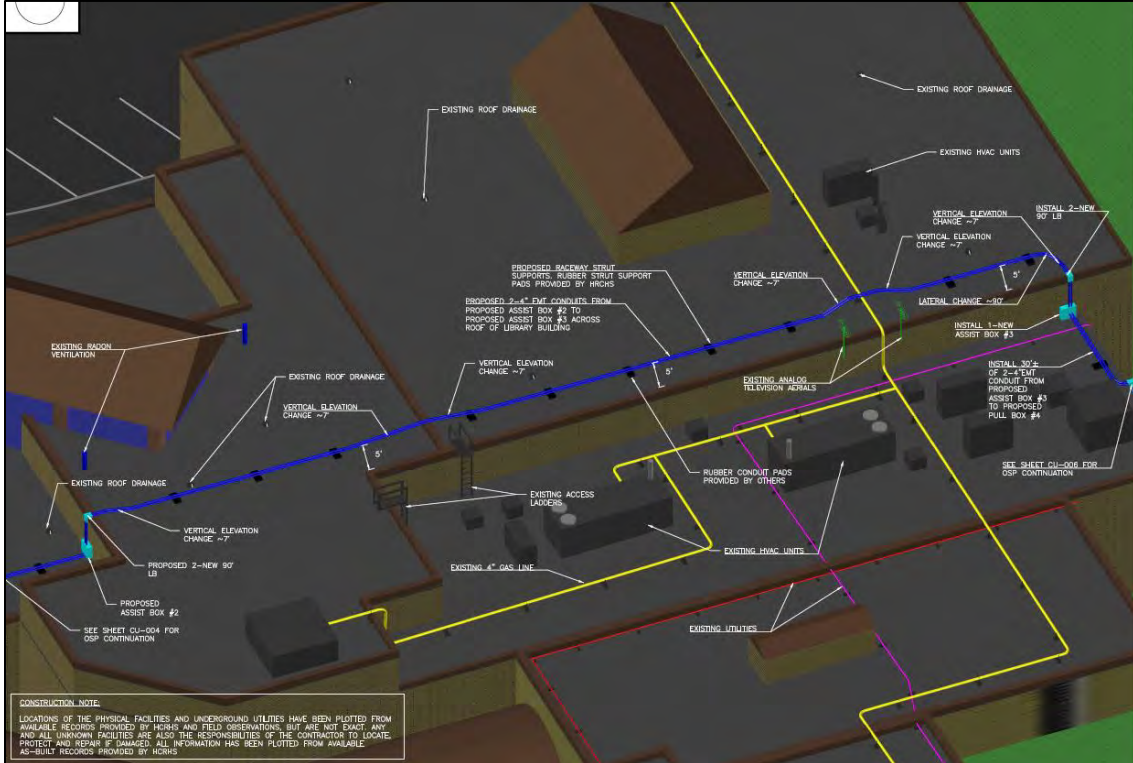 EXISTING ROOF DRAINAGE
EXISTING ROOF DRAINAGE
EXISTING HVAC UNITS
INSTALL 2-NEW
90° LB
VERTICAL ELEVATION
CHANGE ~7'
VERTICAL ELEVATION
CHANGE ~7'
PROPOSED RACEWAY STRUT
SUPPORTS. RUBBER STRUT SUPPORT
PADS PROVIDED BY HRCHS
VERTICAL ELEVATION
CHANGE ~7'
5'
PROPOSED 2-4" EMT CONDUITS FROM
PROPOSED ASSIST BOX #2 TO
PROPOSED ASSIST BOX #3 ACROSS
ROOF OF LIBRARY BUILDING
LATERAL CHANGE ~90°
INSTALL 1-NEW
ASSIST BOX #3
EXISTING RADON
VENTILATION
VERTICAL ELEVATION
CHANGE ~7'
5'
EXISTING ANALOG
TELEVISION AERIALS
INSTALL 30'±
OF 2-4"EMT
CONDUIT FROM
PROPOSED
ASSIST BOX #3
TO PROPOSED
PULL BOX #4
EXISTING ROOF DRAINAGE
VERTICAL ELEVATION
CHANGE ~7'
5'
SEE SHEET CU-006 FOR
OSP CONTINUATION
RUBBER CONDUIT PADS
PROVIDED BY OTHERS
EXISTING ROOF DRAINAGE
EXISTING ACCESS
LADDERS
VERTICAL ELEVATION
CHANGE ~7'
EXISTING HVAC UNITS
PROPOSED 2-NEW 90°
LB
EXISTING 4" GAS LINE
PROPOSED
ASSIST BOX #2
SEE SHEET CU-004 FOR
OSP CONTINUATION
EXISTING UTILITIES
CONSTRUCTION NOTE:
LOCATIONS OF THE PHYSICAL FACILITIES AND UNDERGROUND UTILITIES HAVE BEEN PLOTTED FROM
AVAILABLE RECORDS PROVIDED BY HCRHS AND FIELD OBSERVATIONS, BUT ARE NOT EXACT. ANY
AND ALL UNKNOWN FACILITIES ARE ALSO THE RESPONSIBILITIES OF THE CONTRACTOR TO LOCATE,
PROTECT AND REPAIR IF DAMAGED. ALL INFORMATION HAS BEEN PLOTTED FROM AVAILABLE
AS-BUILT RECORDS PROVIDED BY HCRHS